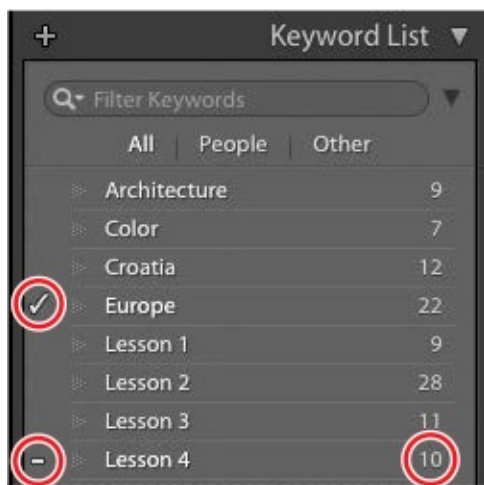 + Keyword List ▼
Filter Keywords
All | People | Other
Architecture 9
Color 7
Croatia 12
✓ Europe 22
Lesson 1 9
Lesson 2 28
Lesson 3 11
– Lesson 4 10